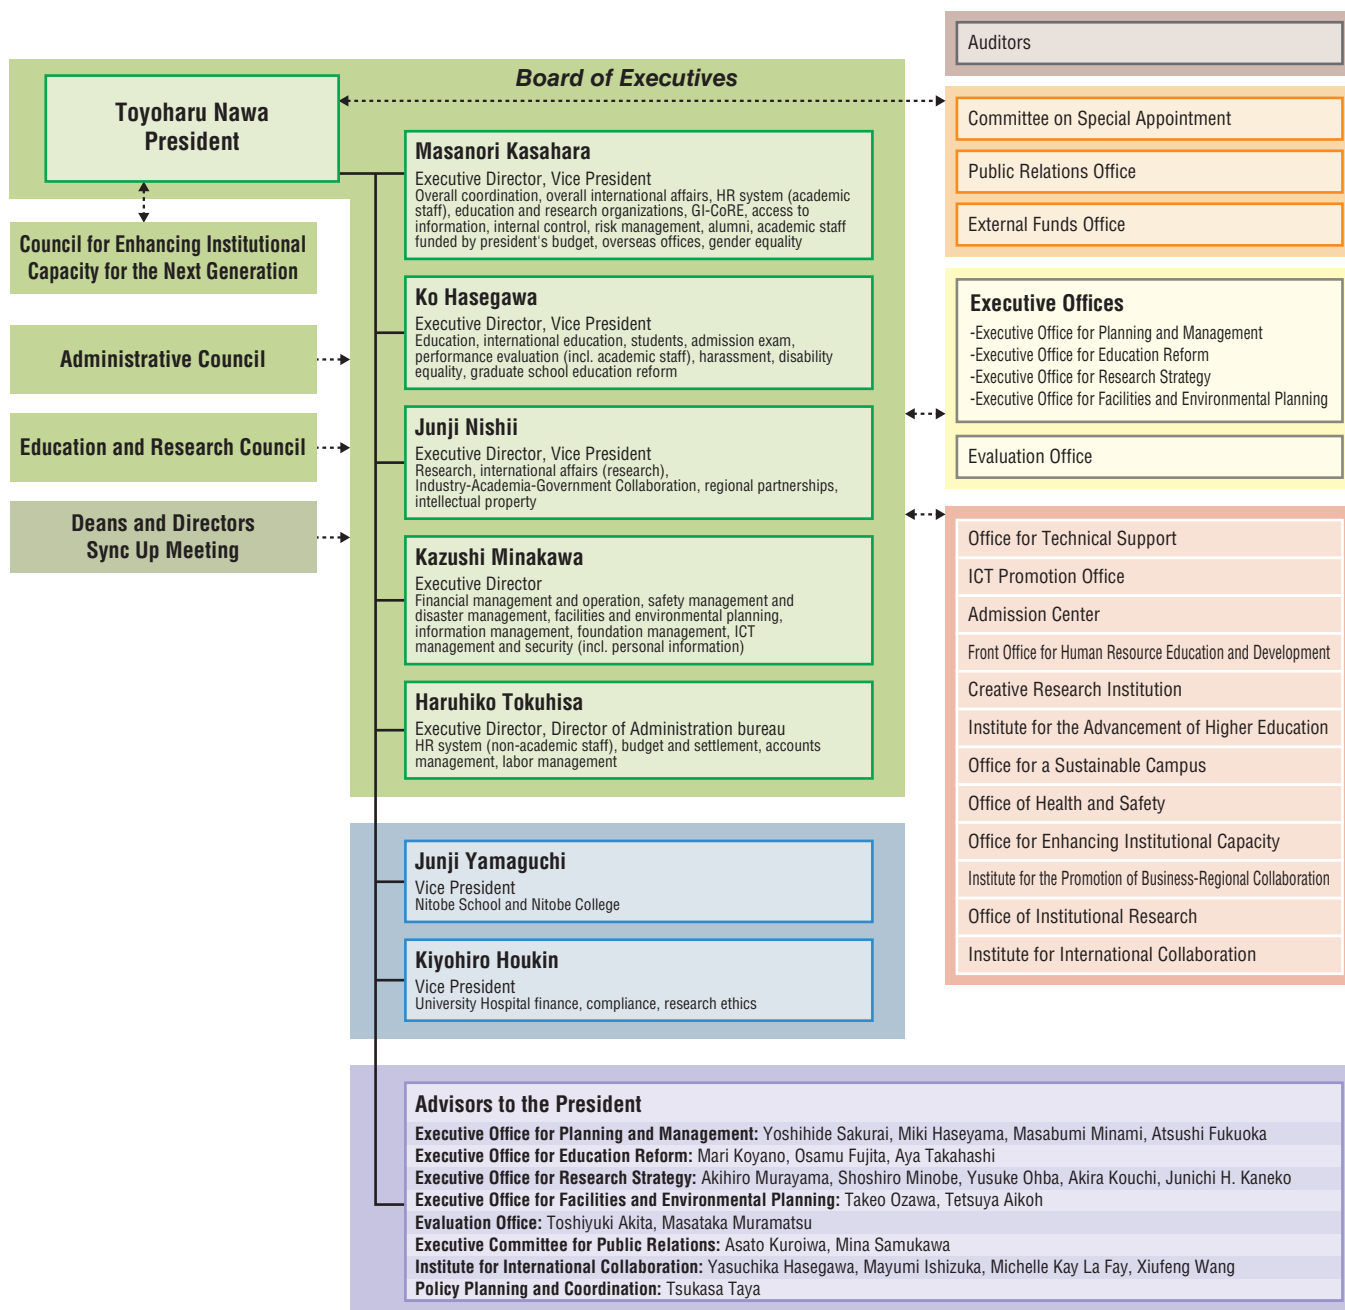 Board of Executives
Toyoharu Nawa
President
Council for Enhancing Institutional
Capacity for the Next Generation
Administrative Council
Education and Research Council
Deans and Directors
Sync Up Meeting
Masanori Kasahara
Executive Director, Vice President
Overall coordination, overall international affairs, HR system (academic
staff), education and research organizations, GI-CoRE, access to
information, internal control, risk management, alumni, academic staff
funded by president's budget, overseas offices, gender equality
Ko Hasegawa
Executive Director, Vice President
Education, international education, students, admission exam,
performance evaluation (incl. academic staff), harassment, disability
equality, graduate school education reform
Junji Nishii
Executive Director, Vice President
Research, international affairs (research),
Industry-Academia-Government Collaboration, regional partnerships,
intellectual property
Kazushi Minakawa
Executive Director
Financial management and operation, safety management and
disaster management, facilities and environmental planning,
information management, foundation management, ICT
management and security (incl. personal information)
Haruhiko Tokuhisa
Executive Director, Director of Administration bureau
HR system (non-academic staff), budget and settlement, accounts
management, labor management
Junji Yamaguchi
Vice President
Nitobe School and Nitobe College
Kiyohiro Houkin
Vice President
University Hospital finance, compliance, research ethics
Auditors
Committee on Special Appointment
Public Relations Office
External Funds Office
Executive Offices
-Executive Office for Planning and Management
-Executive Office for Education Reform
-Executive Office for Research Strategy
-Executive Office for Facilities and Environmental Planning
Evaluation Office
Office for Technical Support
ICT Promotion Office
Admission Center
Front Office for Human Resource Education and Development
Creative Research Institution
Institute for the Advancement of Higher Education
Office for a Sustainable Campus
Office of Health and Safety
Office for Enhancing Institutional Capacity
Institute for the Promotion of Business-Regional Collaboration
Office of Institutional Research
Institute for International Collaboration
Advisors to the President
Executive Office for Planning and Management: Yoshihide Sakurai, Miki Haseyama, Masabumi Minami, Atsushi Fukuoka
Executive Office for Education Reform: Mari Koyano, Osamu Fujita, Aya Takahashi
Executive Office for Research Strategy: Akihiro Murayama, Shoshiro Minobe, Yusuke Ohba, Akira Kouchi, Junichi H. Kaneko
Executive Office for Facilities and Environmental Planning: Takeo Ozawa, Tetsuya Aikoh
Evaluation Office: Toshiyuki Akita, Masataka Muramatsu
Executive Committee for Public Relations: Asato Kuroiwa, Mina Samukawa
Institute for International Collaboration: Yasuchika Hasegawa, Mayumi Ishizuka, Michelle Kay La Fay, Xiufeng Wang
Policy Planning and Coordination: Tsukasa Taya